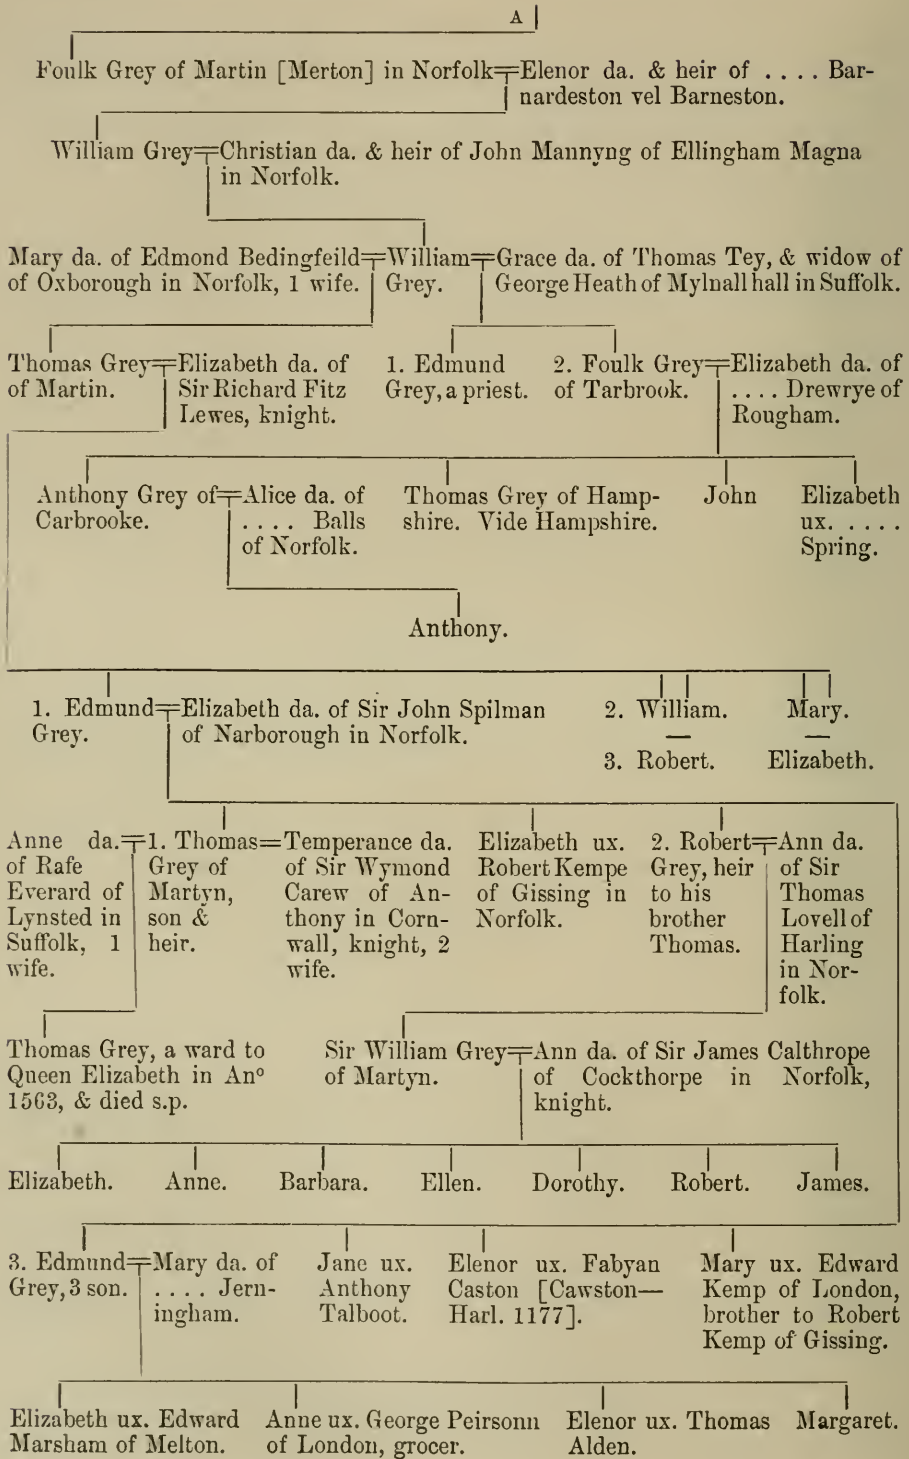 A
Foulk Grey of Martin [Merton] in Norfolk=Elenor da. & heir of . . . . Bar-
nardeston vel Barneston.
William Grey=Christian da. & heir of John Mannyng of Ellingham Magna
in Norfolk.
Mary da. of Edmond Bedingfeild=William=Grace da. of Thomas Tey, & widow of
of Oxborough in Norfolk, 1 wife. Grey. George Heath of Mylnall hall in Suffolk.
Thomas Grey=Elizabeth da. of 1. Edmund 2. Foulk Grey=Elizabeth da. of
of Martin. Sir Richard Fitz Grey, a priest. of Tarbrook. . . . . Drewrye of
Lewes, knight. Rougham.
Anthony Grey of=Alice da. of Thomas Grey of Hamp- John Elizabeth
Carbrooke. . . . . Balls shire. Vide Hampshire. ux. . . . .
of Norfolk. Spring.
Anthony.
1. Edmund=Elizabeth da. of Sir John Spilman 2. William. Mary.
Grey. of Narborough in Norfolk. — —
3. Robert. Elizabeth.
Anne da.=1. Thomas=Temperance da. Elizabeth ux. 2. Robert=Ann da.
of Rafe Grey of of Sir Wymond Robert Kempe Grey, heir of Sir
Everard of Martyn, Carew of An- of Gissing in to his Thomas
Lynsted in son & thony in Corn- Norfolk. brother Lovell of
Suffolk, 1 heir. wall, knight, 2 Thomas. Harling
wife. wife. in Nor-
folk.
Thomas Grey, a ward to Sir William Grey=Ann da. of Sir James Calthrope
Queen Elizabeth in Anº of Martyn. of Cockthorpe in Norfolk,
1563, & died s.p. knight.
Elizabeth. Anne. Barbara. Ellen. Dorothy. Robert. James.
3. Edmund=Mary da. of Jane ux. Elenor ux. Fabyan Mary ux. Edward
Grey, 3 son. . . . . Jern- Anthony Caston [Cawston— Kemp of London,
ingham. Talboot. Harl. 1177]. brother to Robert
Kemp of Gissing.
Elizabeth ux. Edward Anne ux. George Peirsonn Elenor ux. Thomas Margaret.
Marsham of Melton. of London, grocer. Alden.